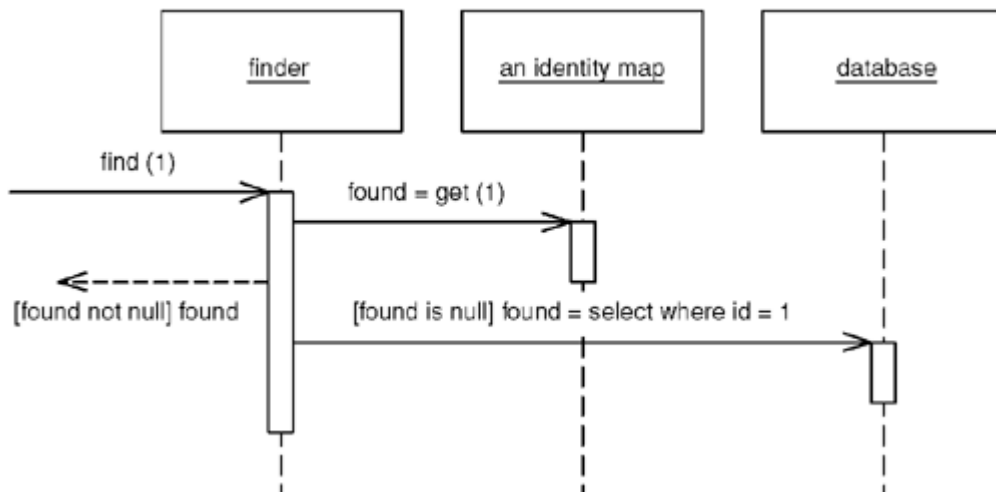 finder
an identity map
database
find (1)
found = get (1)
[found not null] found
[found is null] found = select where id = 1